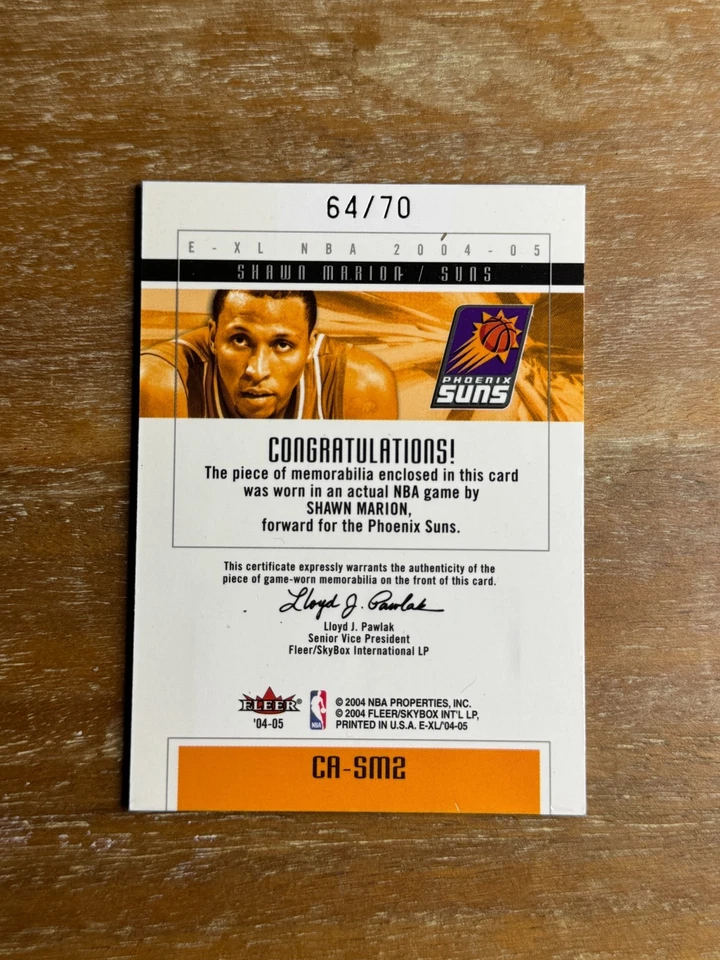 64/70
E-XL NBA 2004-05
SHAWN MARION / SUNS
PHOENIX
SUNS
CONGRATULATIONS!
The piece of memorabilia enclosed in this card
was worn in an actual NBA game by
SHAWN MARION,
forward for the Phoenix Suns.
This certificate expressly warrants the authenticity of the
piece of game-worn memorabilia on the front of this card.
Lloyd J. Pawlak
Lloyd J. Pawlak
Senior Vice President
Fleer/SkyBox International LP
FLEER
'04-05
NBA
© 2004 NBA PROPERTIES, INC.
© 2004 FLEER/SKYBOX INT'L LP,
PRINTED IN U.S.A. E-XL/'04-05
CA-SM2